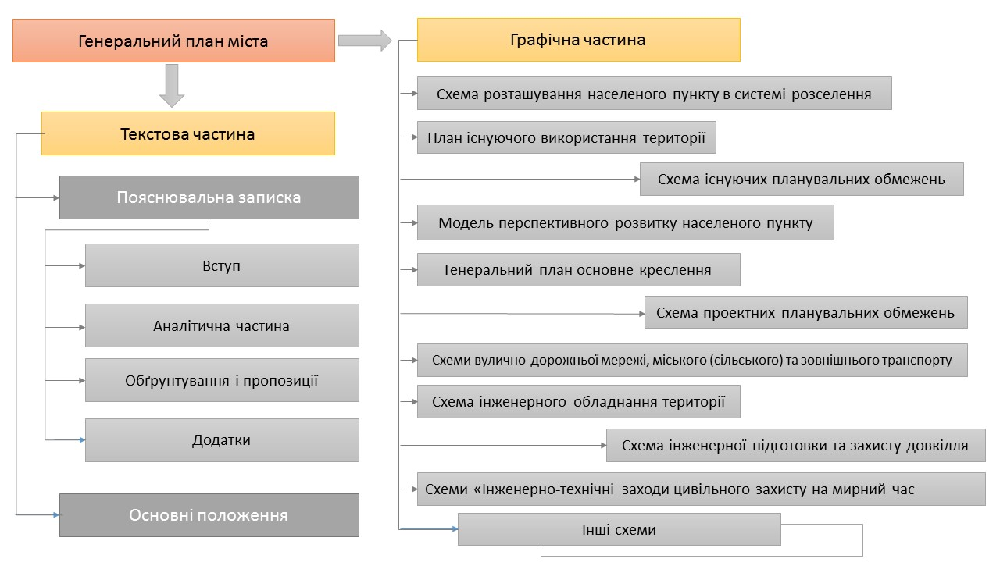 Генеральний план міста
Текстова частина
Пояснювальна записка
Вступ
Аналітична частина
Обґрунтування і пропозиції
Додатки
Основні положення
Графічна частина
Схема розташування населеного пункту в системі розселення
План існуючого використання території
Схема існуючих планувальних обмежень
Модель перспективного розвитку населеного пункту
Генеральний план основне креслення
Схема проектних планувальних обмежень
Схеми вулично-дорожньої мережі, міського (сільського) та зовнішнього транспорту
Схема інженерного обладнання території
Схема інженерної підготовки та захисту довкілля
Схеми «Інженерно-технічні заходи цивільного захисту на мирний час
Інші схеми